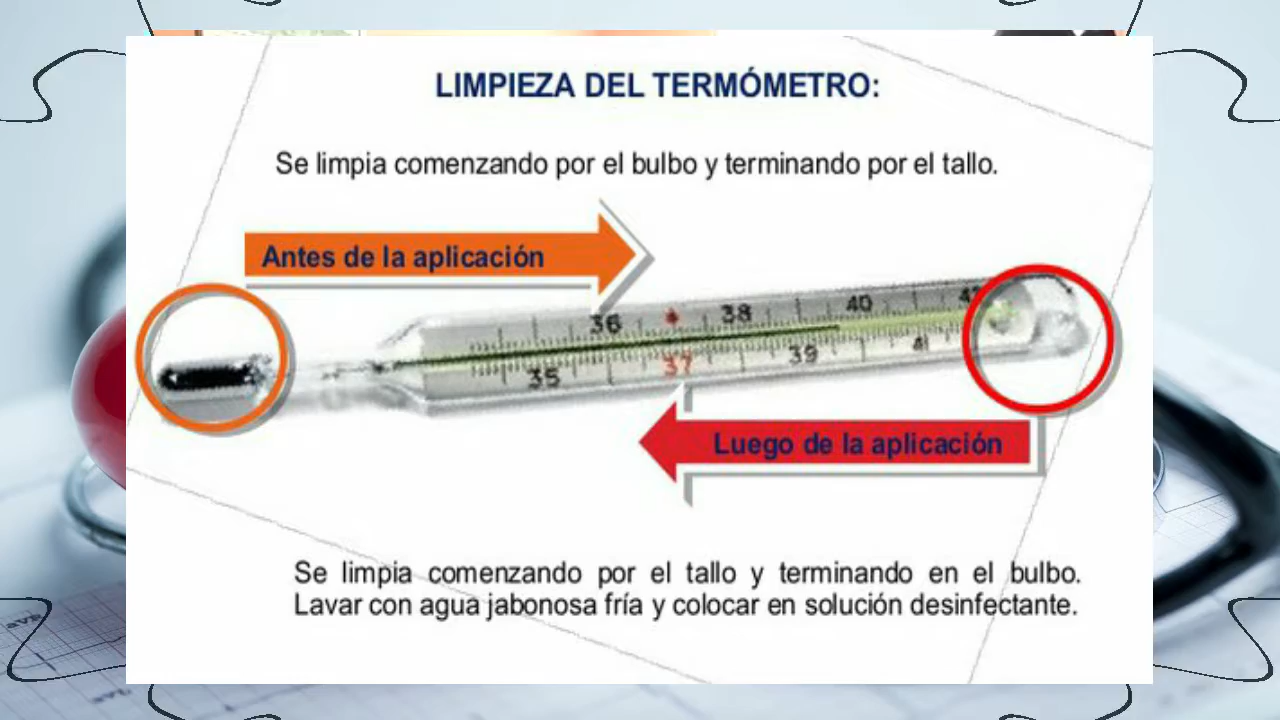 LIMPIEZA DEL TERMÓMETRO:
Se limpia comenzando por el bulbo y terminando por el tallo.
Antes de la aplicación
36 38 40 42
35 37 39 41
Luego de la aplicación
Se limpia comenzando por el tallo y terminando en el bulbo.
Lavar con agua jabonosa fría y colocar en solución desinfectante.